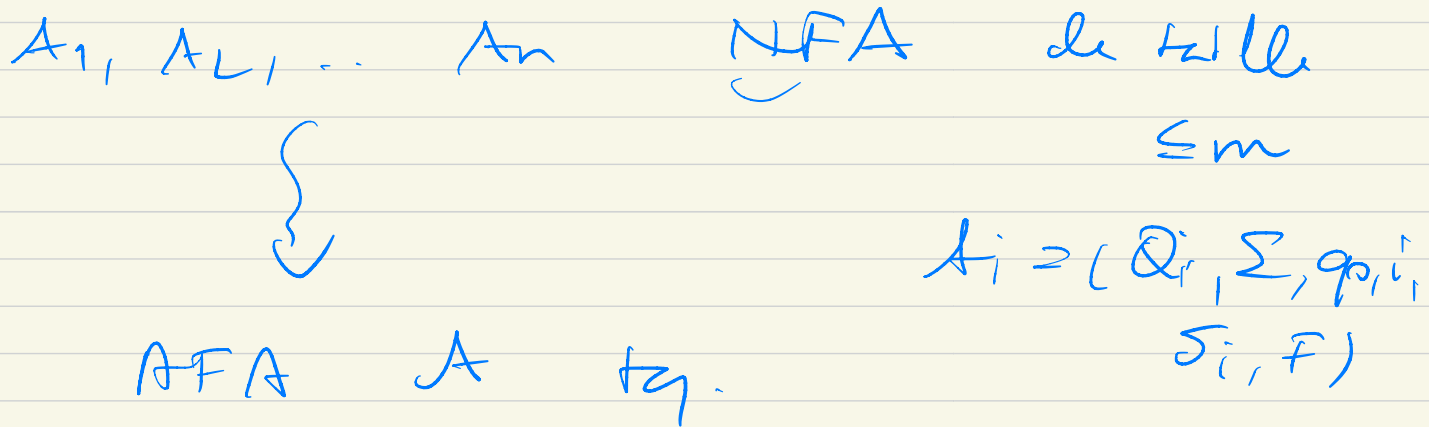 A₁, A₂, .. Aₙ NFA de taille
≤ m
Aᵢ = (Qᵢ, Σ, q₀,ᵢ,
δᵢ, F)
AFA A tq.